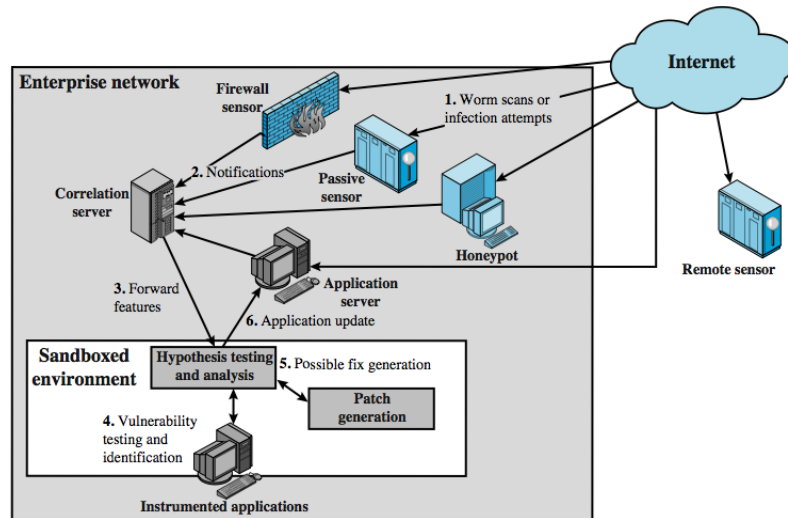 Internet
Enterprise network
Firewall
sensor
1. Worm scans or
infection attempts
2. Notifications
Passive
sensor
Correlation
server
Honeypot
Remote sensor
Application
server
3. Forward
features
6. Application update
Sandboxed
environment
Hypothesis testing
and analysis
5. Possible fix generation
Patch
generation
4. Vulnerability
testing and
identification
Instrumented applications